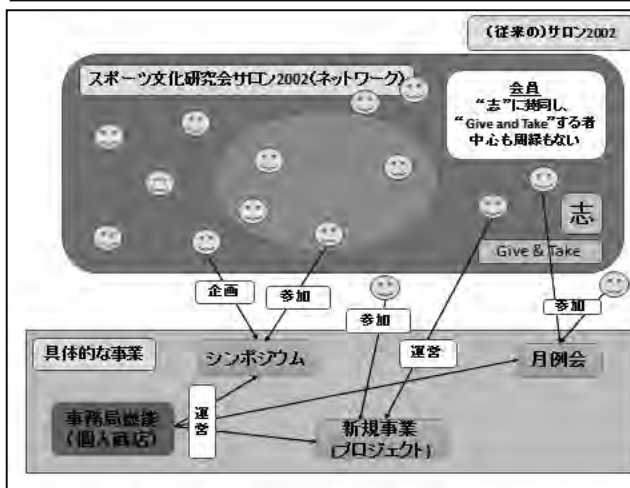 (従来の)サロン2002
スポーツ文化研究会サロン2002(ネットワーク)
会員
“志”に賛同し、
“Give and Take”する者
中心も周縁もない
志
Give & Take
企画
参加
参加
運営
参加
具体的な事業
シンポジウム
月例会
事務局機能
(個人商店)
運営
新規事業
(プロジェクト)